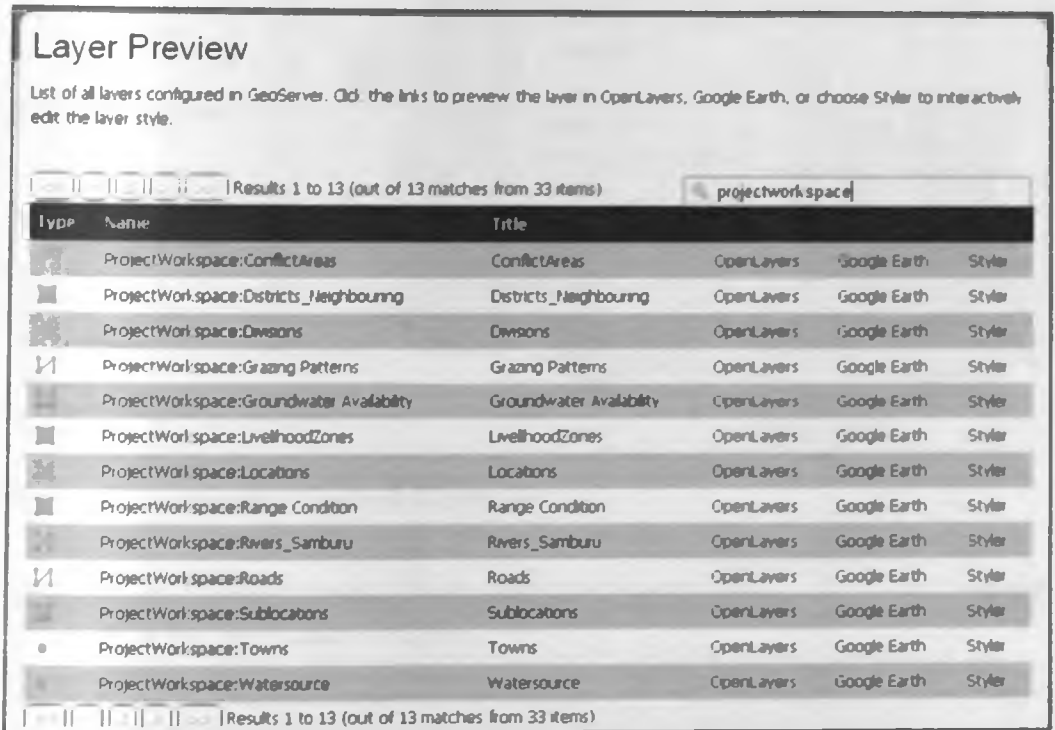 Layer Preview
List of all layers configured in GeoServer. Click the links to preview the layer in OpenLayers, Google Earth, or choose Styler to interactively
edit the layer style.
Results 1 to 13 (out of 13 matches from 33 items) projectworkspace
Type Name Title
ProjectWorkspace:ConflictAreas ConflictAreas OpenLayers Google Earth Styler
ProjectWorkspace:Districts_Neighbouring Districts_Neighbouring OpenLayers Google Earth Styler
ProjectWorkspace:Divisions Divisions OpenLayers Google Earth Styler
ProjectWorkspace:Grazing Patterns Grazing Patterns OpenLayers Google Earth Styler
ProjectWorkspace:Groundwater Availability Groundwater Availability OpenLayers Google Earth Styler
ProjectWorkspace:LivelihoodZones LivelihoodZones OpenLayers Google Earth Styler
ProjectWorkspace:Locations Locations OpenLayers Google Earth Styler
ProjectWorkspace:Range Condition Range Condition OpenLayers Google Earth Styler
ProjectWorkspace:Rivers_Samburu Rivers_Samburu OpenLayers Google Earth Styler
ProjectWorkspace:Roads Roads OpenLayers Google Earth Styler
ProjectWorkspace:Sublocations Sublocations OpenLayers Google Earth Styler
ProjectWorkspace:Towns Towns OpenLayers Google Earth Styler
ProjectWorkspace:Watersource Watersource OpenLayers Google Earth Styler
Results 1 to 13 (out of 13 matches from 33 items)